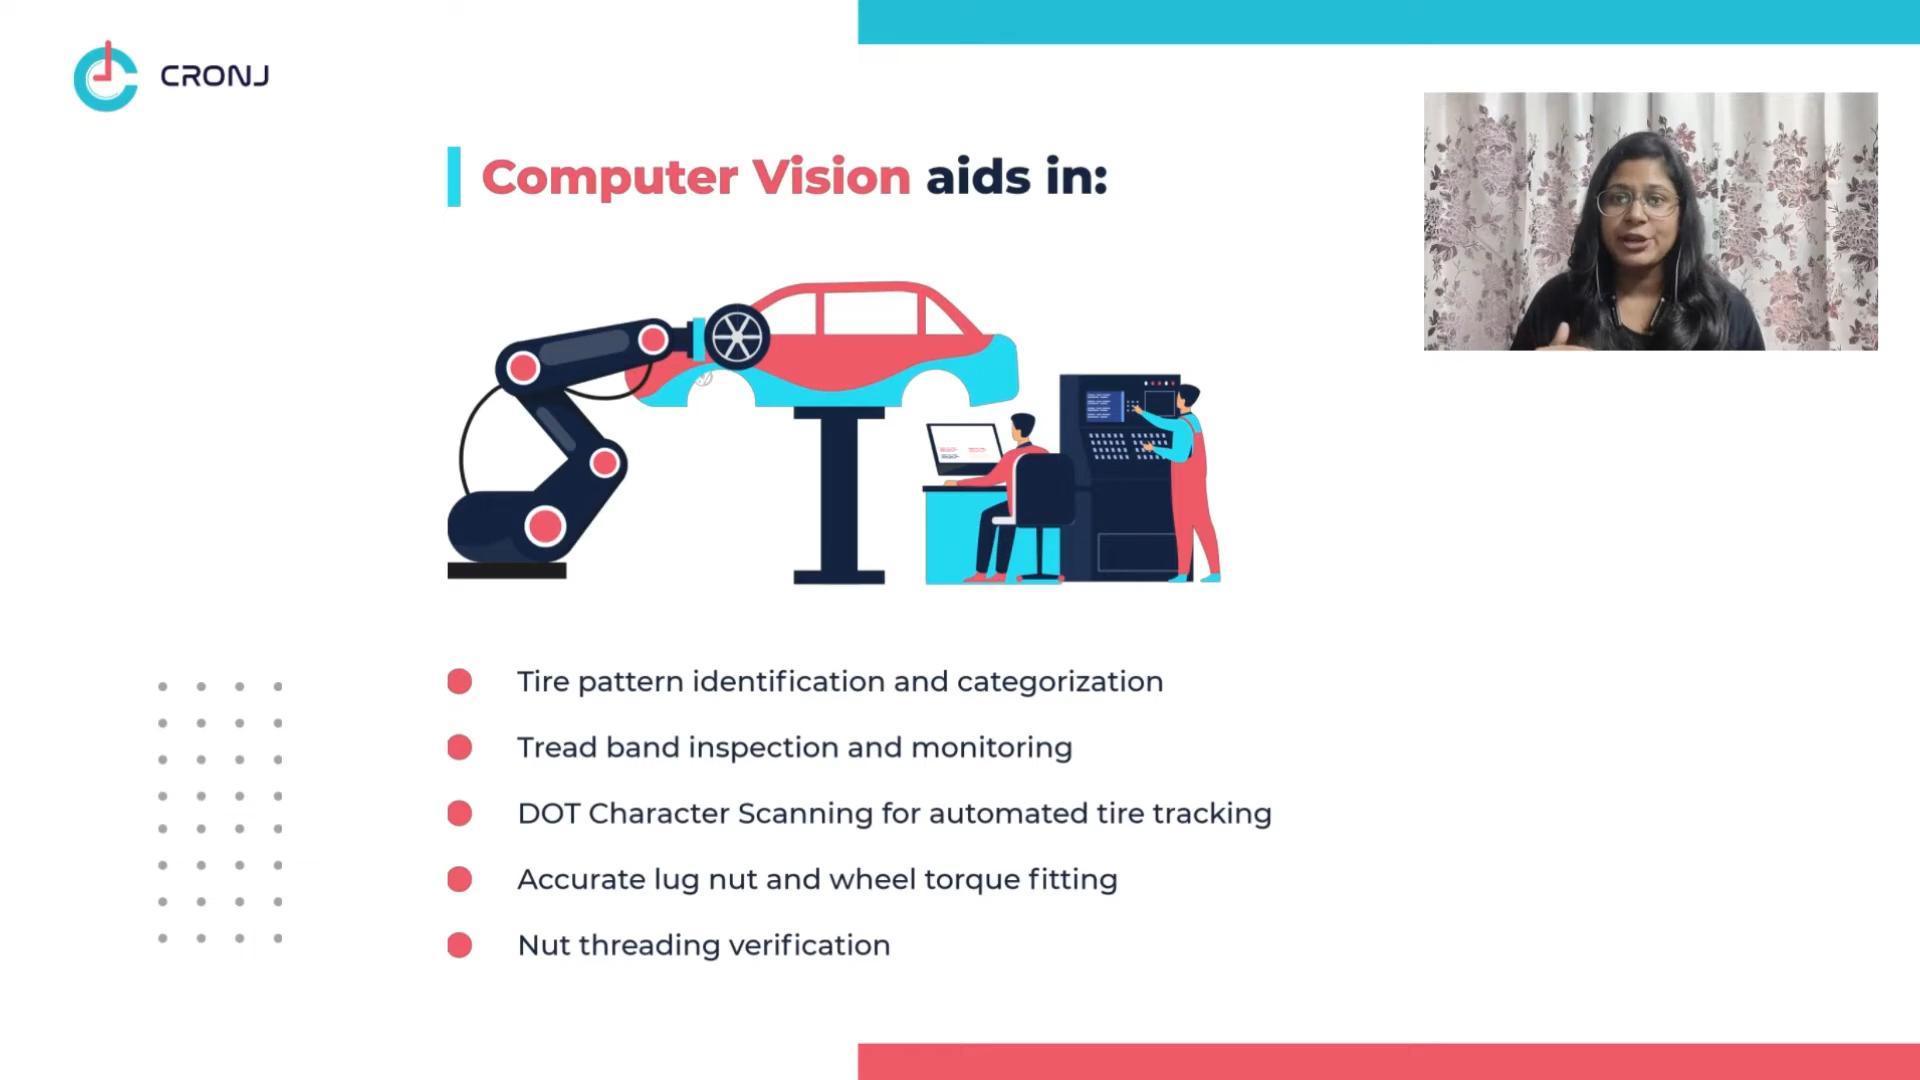 CRONJ
Computer Vision aids in:
Tire pattern identification and categorization
Tread band inspection and monitoring
DOT Character Scanning for automated tire tracking
Accurate lug nut and wheel torque fitting
Nut threading verification